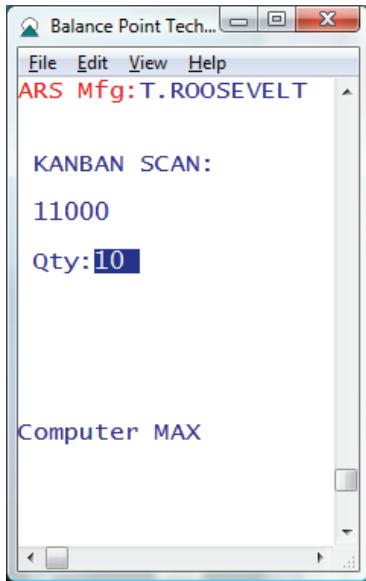 Balance Point Tech...
File Edit View Help
ARS Mfg:T.ROOSEVELT
KANBAN SCAN:
11000
Qty:10
Computer MAX